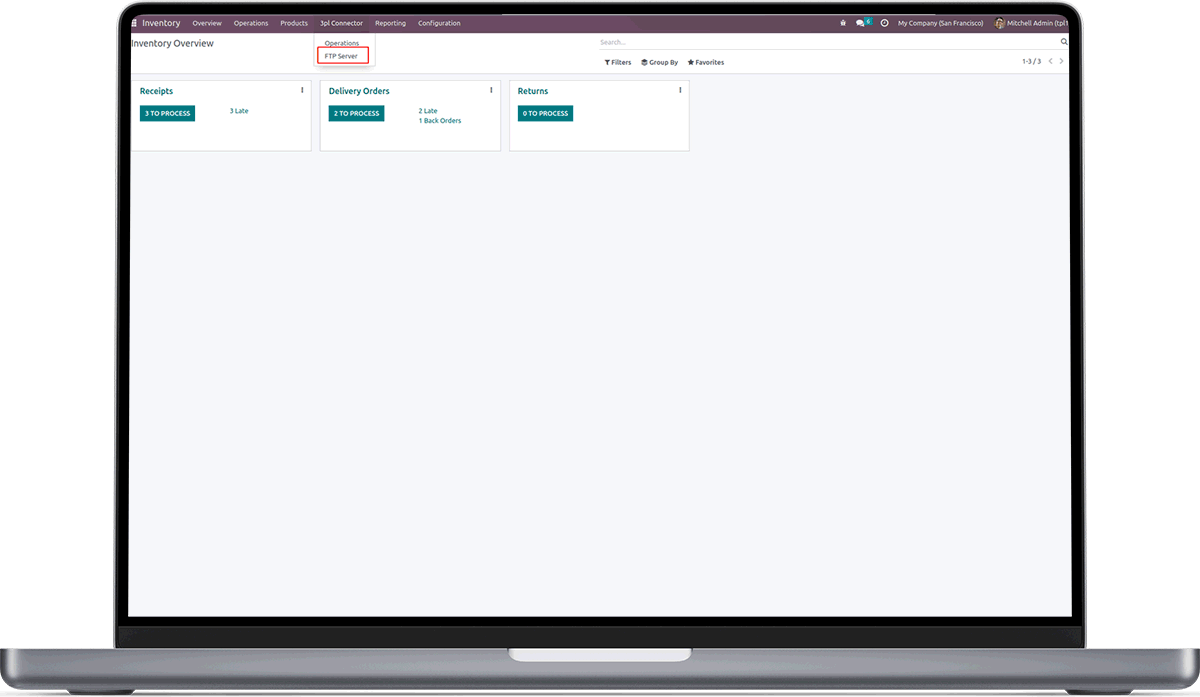 Inventory Overview Operations Products 3pl Connector Reporting Configuration 6 My Company (San Francisco) Mitchell Admin (tpl1
Inventory Overview
Operations
FTP Server
Search...
Filters Group By Favorites 1-3 / 3
Receipts
3 TO PROCESS 3 Late
Delivery Orders
2 TO PROCESS 2 Late
1 Back Orders
Returns
0 TO PROCESS